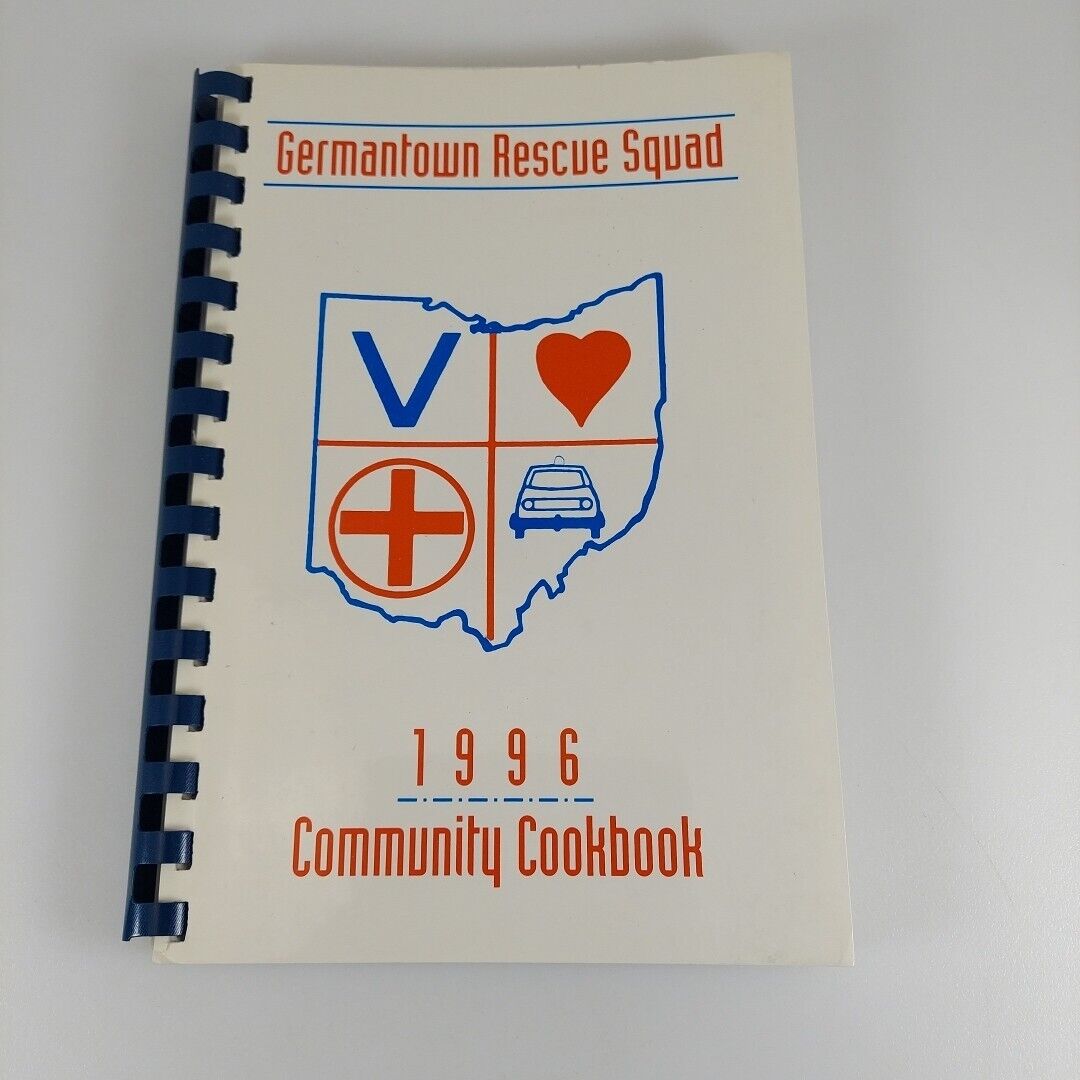 Germantown Rescue Squad
V
1996
Community Cookbook